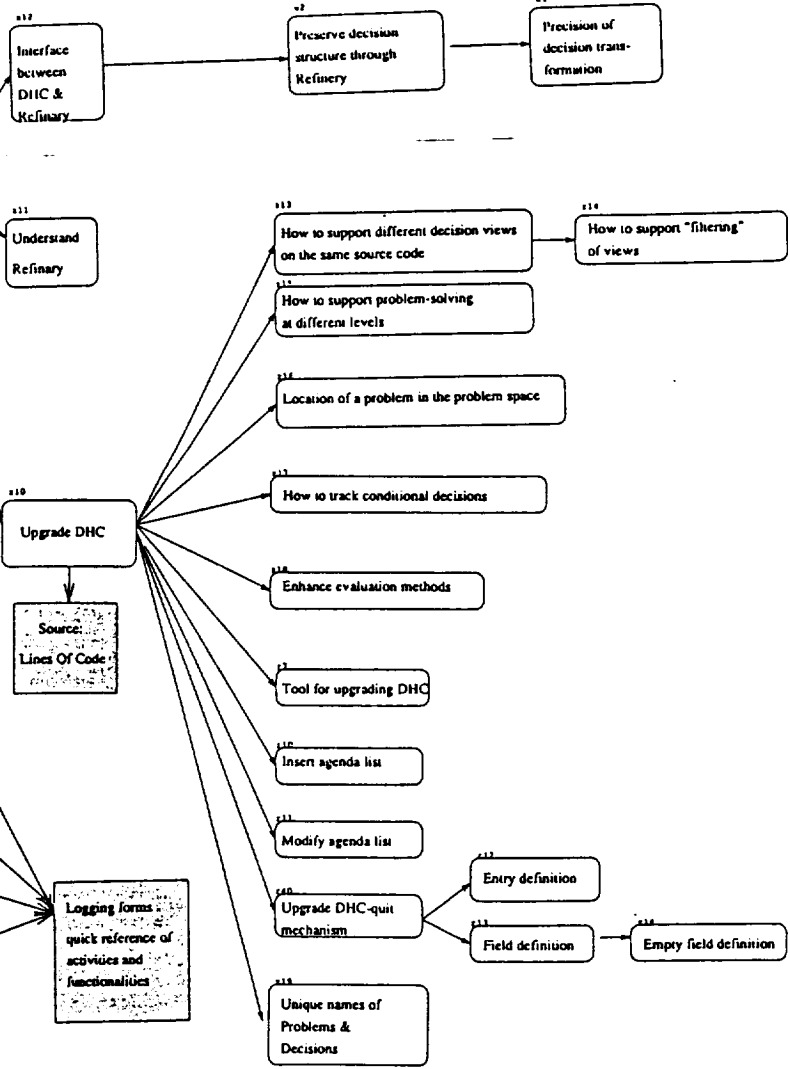 Interface
between
DHC &
Refinary
Preserve decision
structure through
Refinery
Precision of
decision trans-
formation
Understand
Refinary
How to support different decision views
on the same source code
How to support "filtering"
of views
How to support problem-solving
at different levels
Location of a problem in the problem space
How to track conditional decisions
Upgrade DHC
Source:
Lines Of Code
Enhance evaluation methods
Tool for upgrading DHC
Insert agenda list
Modify agenda list
Logging forms
quick reference of
activities and
functionalities
Upgrade DHC-quit
mechanism
Entry definition
Field definition
Empty field definition
Unique names of
Problems &
Decisions